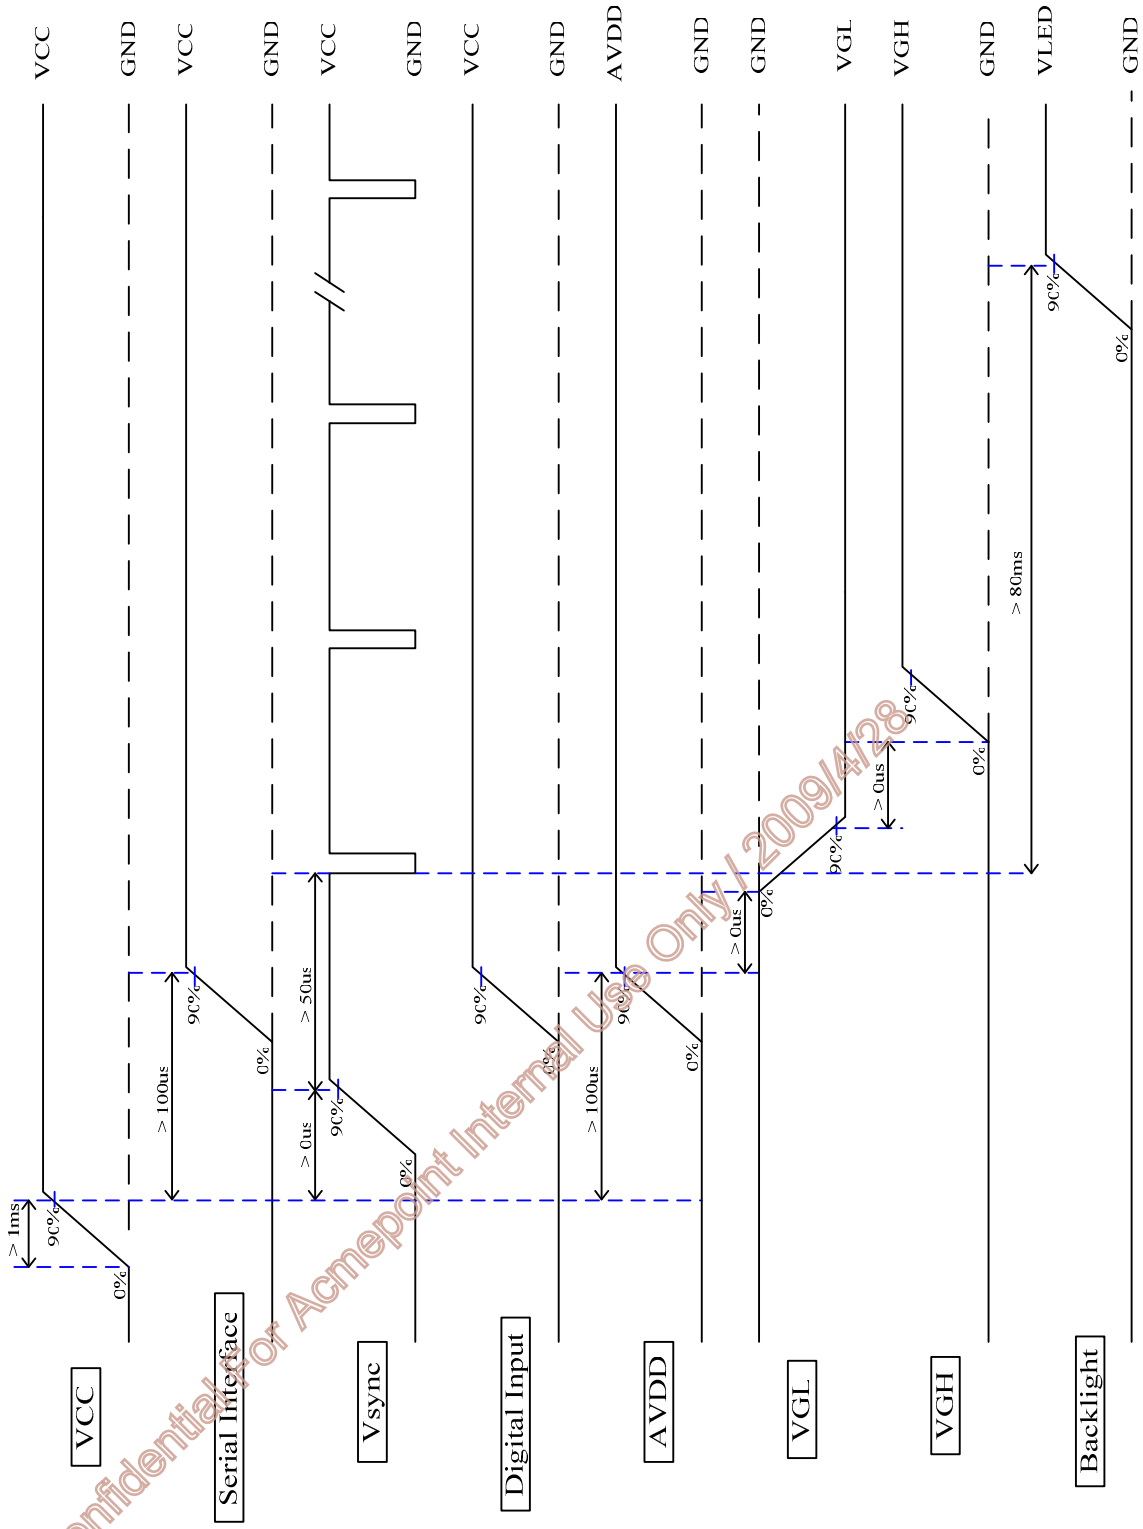 VCC
> 1ms
90%
0%
VCC
GND
Serial Interface
> 100us
90%
0%
VCC
GND
Vsync
> 0us
> 50us
90%
0%
VCC
GND
Digital Input
90%
0%
VCC
GND
AVDD
> 100us
90%
0%
AVDD
GND
VGL
> 0us
0%
90%
GND
VGL
VGH
> 0us
90%
0%
VGH
GND
Backlight
> 80ms
90%
0%
VLED
GND
onfidential For Acmepoint Internal Use Only / 2009/4/28